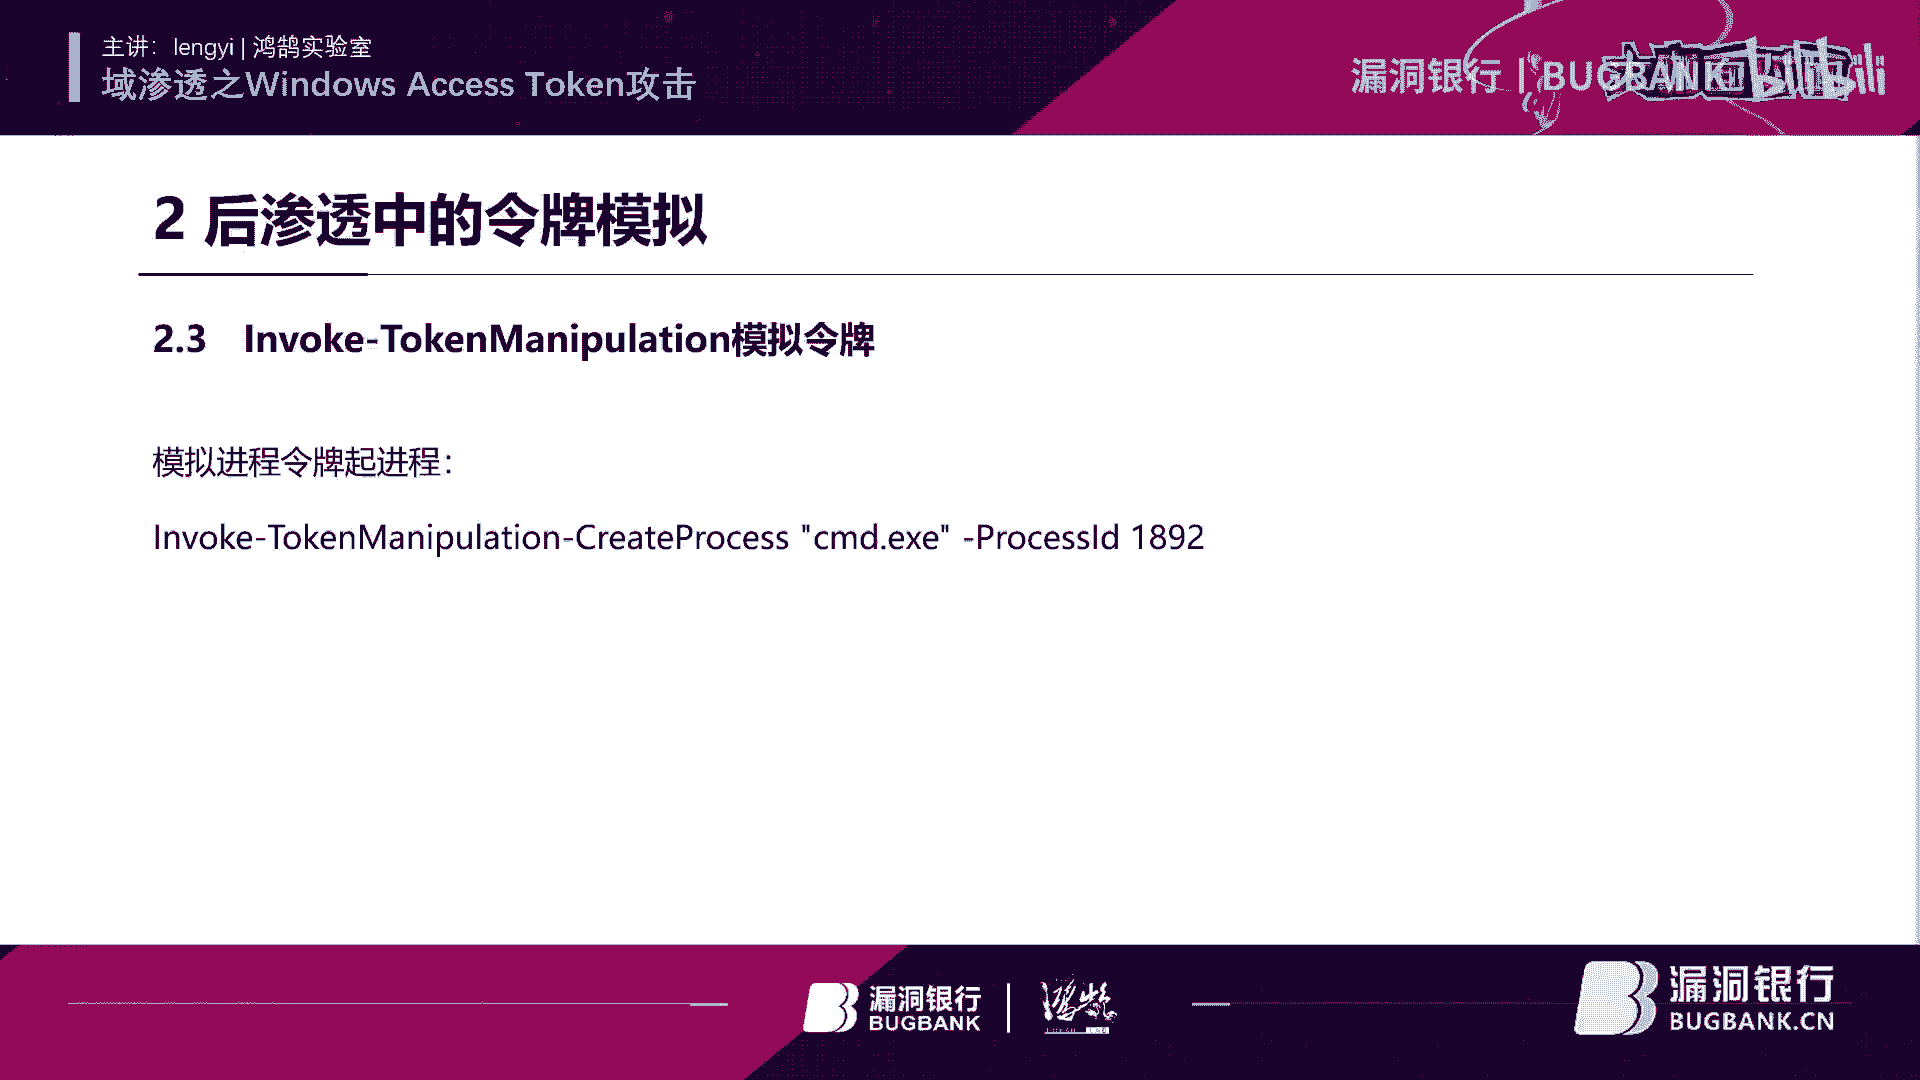 主讲：lengyi | 鸿鹄实验室
域渗透之Windows Access Token攻击
漏洞银行 | BUGBANK
bilibili
2 后渗透中的令牌模拟
2.3 Invoke-TokenManipulation模拟令牌
模拟进程令牌起进程：
Invoke-TokenManipulation-CreateProcess "cmd.exe" -ProcessId 1892
漏洞银行
BUGBANK
鸿鹄
漏洞银行
BUGBANK.CN